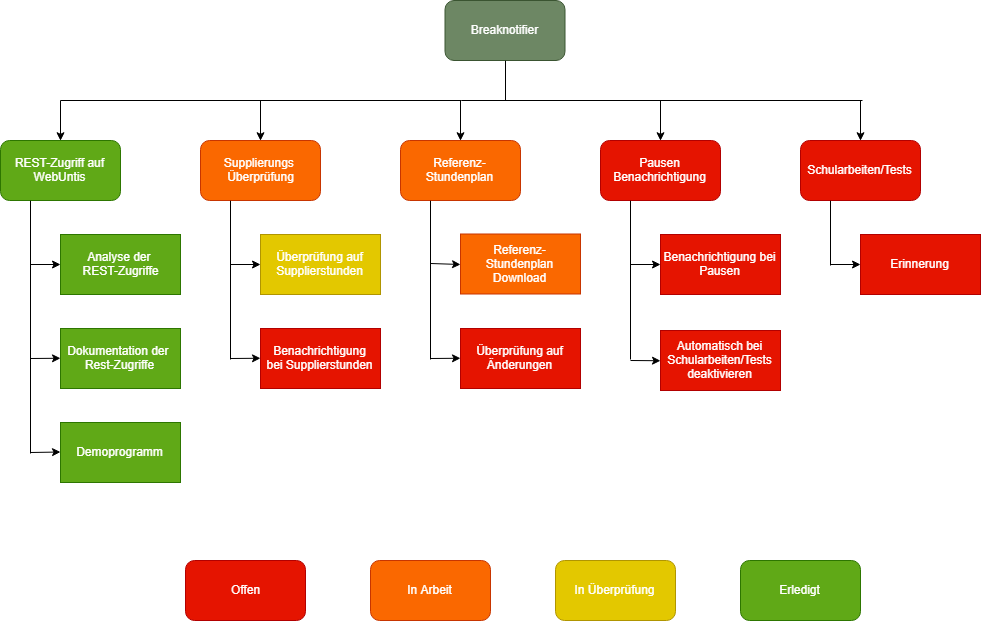 Breaknotifier
REST-Zugriff auf
WebUntis
Supplierungs
Überprüfung
Referenz-
Stundenplan
Pausen
Benachrichtigung
Schularbeiten/Tests
Analyse der
REST-Zugriffe
Überprüfung auf
Supplierstunden
Referenz-
Stundenplan
Download
Benachrichtigung bei
Pausen
Erinnerung
Dokumentation der
Rest-Zugriffe
Benachrichtigung
bei Supplierstunden
Überprüfung auf
Änderungen
Automatisch bei
Schularbeiten/Tests
deaktivieren
Demoprogramm
Offen
In Arbeit
In Überprüfung
Erledigt